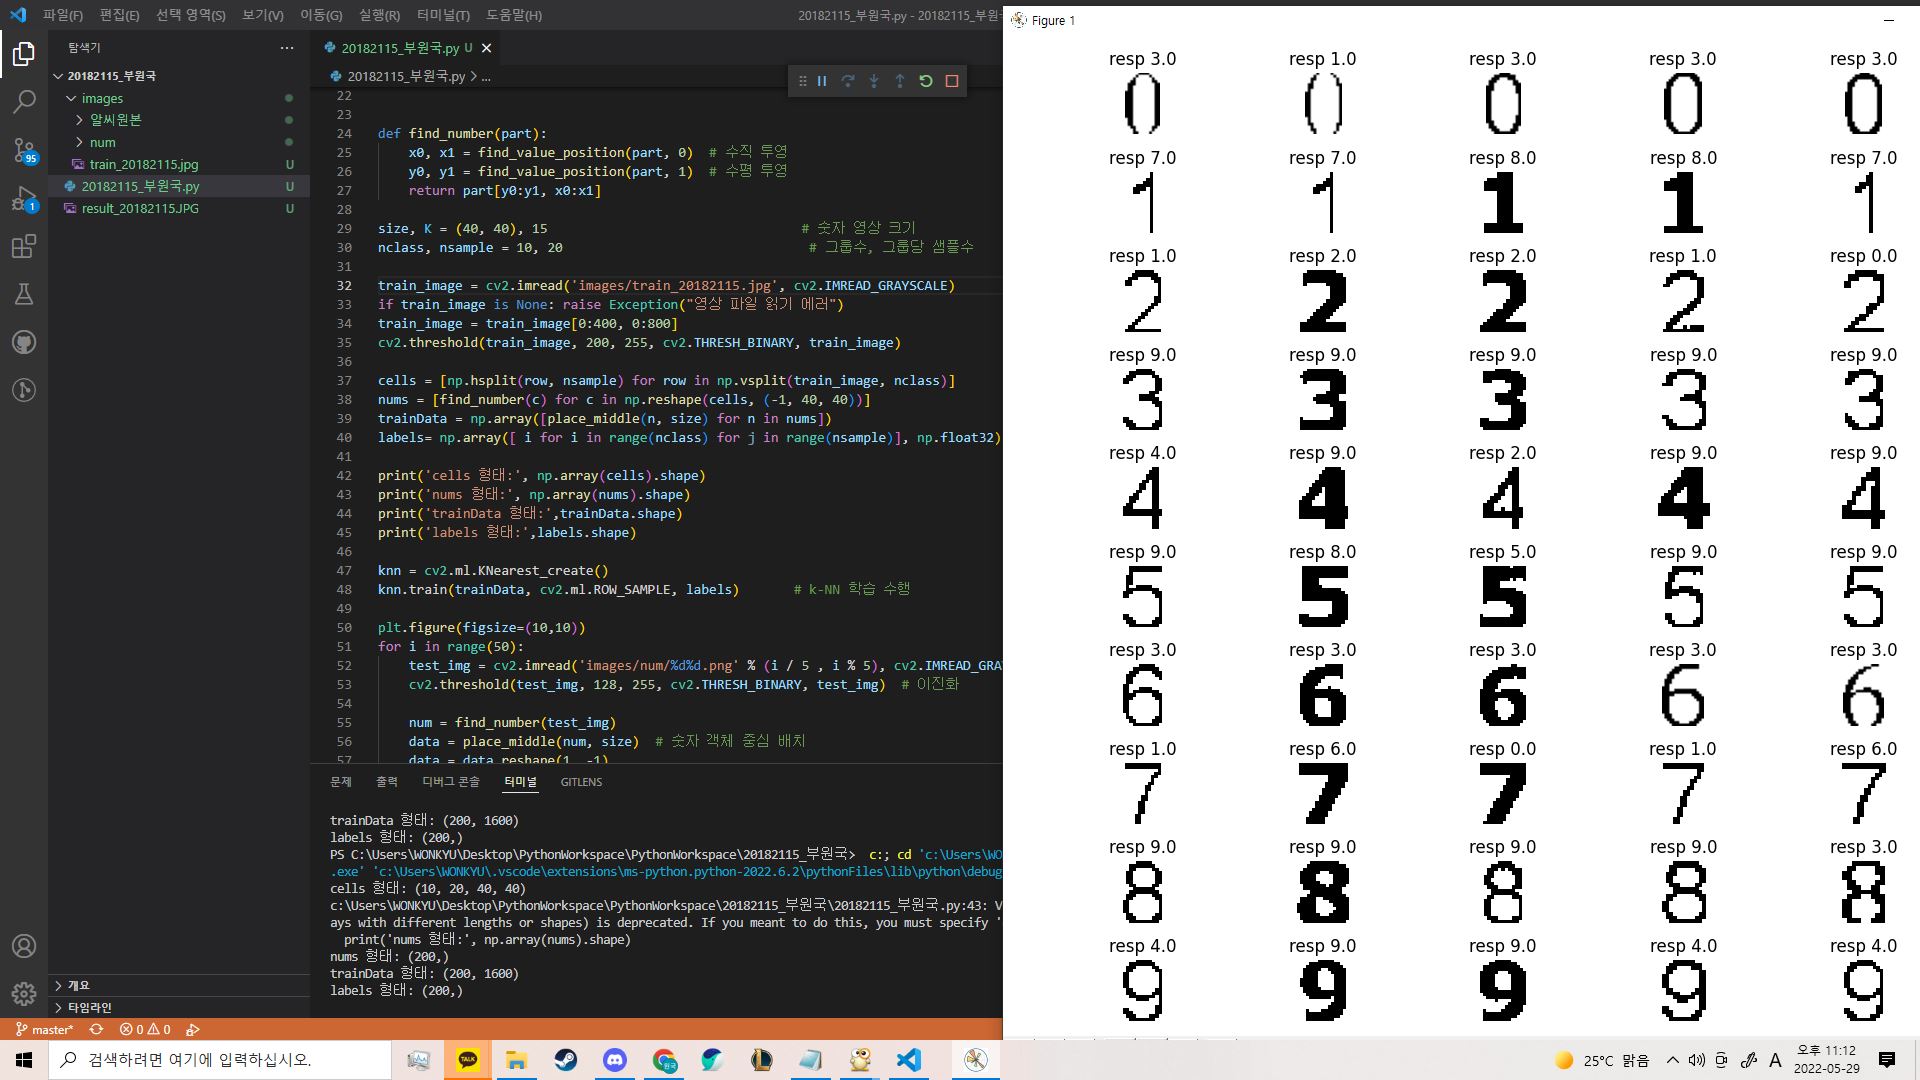 파일(F) 편집(E) 선택 영역(S) 보기(V) 이동(G) 실행(R) 터미널(T) 도움말(H)
20182115_부원국.py - 20182115_부원국
탐색기
20182115_부원국
images
알씨원본
num
train_20182115.jpg U
20182115_부원국.py U
result_20182115.JPG U
개요
타임라인
95
1
20182115_부원국.py U
20182115_부원국.py > ...
22
23
24 def find_number(part):
25 x0, x1 = find_value_position(part, 0) # 수직 투영
26 y0, y1 = find_value_position(part, 1) # 수평 투영
27 return part[y0:y1, x0:x1]
28
29 size, K = (40, 40), 15 # 숫자 영상 크기
30 nclass, nsample = 10, 20 # 그룹수, 그룹당 샘플수
31
32 train_image = cv2.imread('images/train_20182115.jpg', cv2.IMREAD_GRAYSCALE)
33 if train_image is None: raise Exception("영상 파일 읽기 에러")
34 train_image = train_image[0:400, 0:800]
35 cv2.threshold(train_image, 200, 255, cv2.THRESH_BINARY, train_image)
36
37 cells = [np.hsplit(row, nsample) for row in np.vsplit(train_image, nclass)]
38 nums = [find_number(c) for c in np.reshape(cells, (-1, 40, 40))]
39 trainData = np.array([place_middle(n, size) for n in nums])
40 labels= np.array([ i for i in range(nclass) for j in range(nsample)], np.float32)
41
42 print('cells 형태:', np.array(cells).shape)
43 print('nums 형태:', np.array(nums).shape)
44 print('trainData 형태:',trainData.shape)
45 print('labels 형태:',labels.shape)
46
47 knn = cv2.ml.KNearest_create()
48 knn.train(trainData, cv2.ml.ROW_SAMPLE, labels) # k-NN 학습 수행
49
50 plt.figure(figsize=(10,10))
51 for i in range(50):
52 test_img = cv2.imread('images/num/%d%d.png' % (i / 5 , i % 5), cv2.IMREAD_GRA
53 cv2.threshold(test_img, 128, 255, cv2.THRESH_BINARY, test_img) # 이진화
54
55 num = find_number(test_img)
56 data = place_middle(num, size) # 숫자 객체 중심 배치
57 data = data.reshape(1, -1)
문제 출력 디버그 콘솔 터미널 GITLENS
trainData 형태: (200, 1600)
labels 형태: (200,)
PS C:\Users\WONKYU\Desktop\PythonWorkspace\PythonWorkspace\20182115_부원국> c:; cd 'c:\Users\WO
.exe' 'c:\Users\WONKYU\.vscode\extensions\ms-python.python-2022.6.2\pythonFiles\lib\python\debug
cells 형태: (10, 20, 40, 40)
c:\Users\WONKYU\Desktop\PythonWorkspace\PythonWorkspace\20182115_부원국\20182115_부원국.py:43: V
ays with different lengths or shapes) is deprecated. If you meant to do this, you must specify '
print('nums 형태:', np.array(nums).shape)
nums 형태: (200,)
trainData 형태: (200, 1600)
labels 형태: (200,)
master* 0 0
Figure 1
resp 3.0 resp 1.0 resp 3.0 resp 3.0 resp 3.0
0 0 0 0 0
resp 7.0 resp 7.0 resp 8.0 resp 8.0 resp 7.0
1 1 1 1 1
resp 1.0 resp 2.0 resp 2.0 resp 1.0 resp 0.0
2 2 2 2 2
resp 9.0 resp 9.0 resp 9.0 resp 9.0 resp 9.0
3 3 3 3 3
resp 4.0 resp 9.0 resp 2.0 resp 9.0 resp 9.0
4 4 4 4 4
resp 9.0 resp 8.0 resp 5.0 resp 9.0 resp 9.0
5 5 5 5 5
resp 3.0 resp 3.0 resp 3.0 resp 3.0 resp 3.0
6 6 6 6 6
resp 1.0 resp 6.0 resp 0.0 resp 1.0 resp 6.0
7 7 7 7 7
resp 9.0 resp 9.0 resp 9.0 resp 9.0 resp 3.0
8 8 8 8 8
resp 4.0 resp 9.0 resp 9.0 resp 4.0 resp 4.0
9 9 9 9 9
검색하려면 여기에 입력하십시오.
TALK
25°C 맑음
A
오후 11:12
2022-05-29